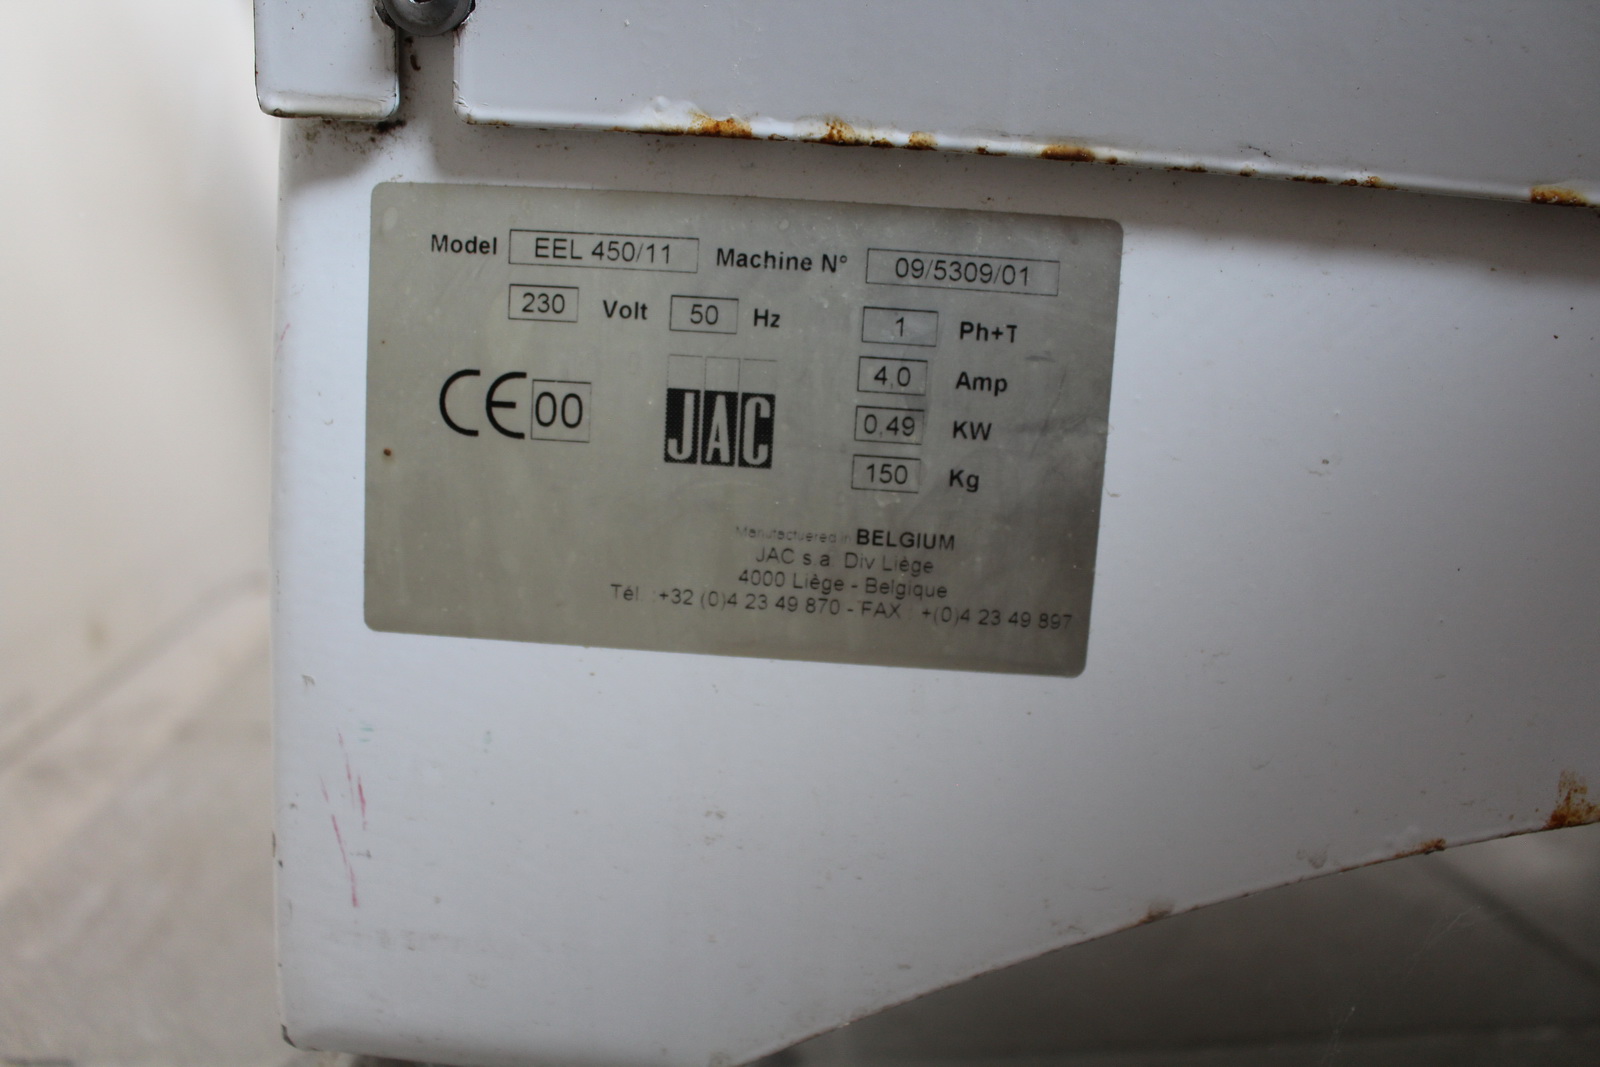 Model EEL 450/11 Machine N° 09/5309/01
230 Volt 50 Hz 1 Ph+T
4,0 Amp
CE 00 JAC 0,49 KW
150 Kg
Manufactuered in BELGIUM
JAC s.a. Div Liège
4000 Liège - Belgique
Tél. :+32 (0)4 23 49 870 - FAX : +(0)4 23 49 897